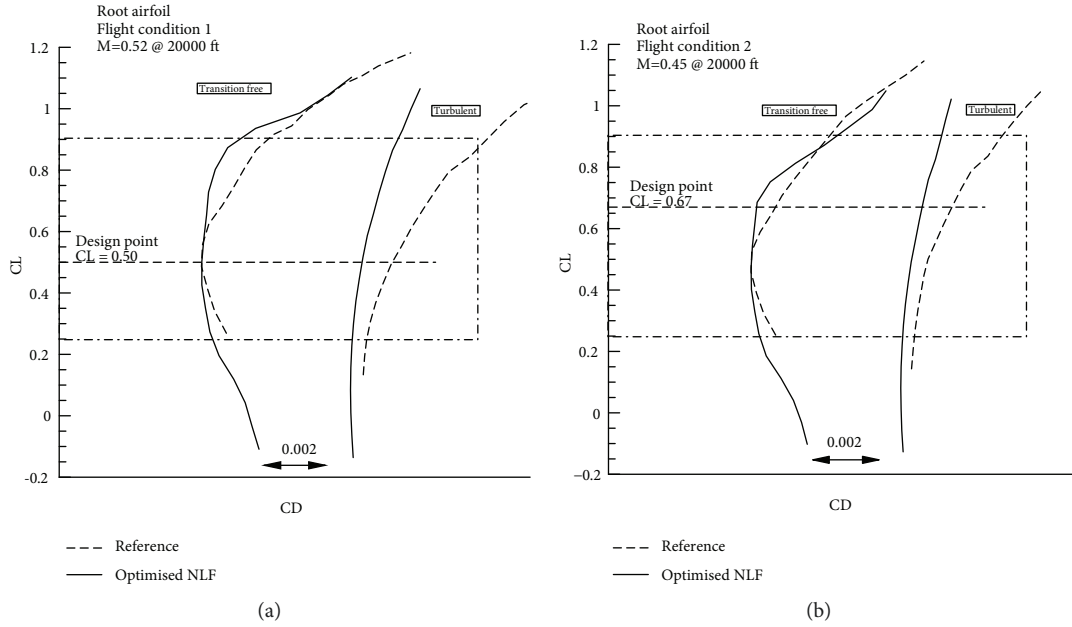 Root airfoil
Flight condition 1
M=0.52 @ 20000 ft
1.2
1
0.8
0.6
0.4
0.2
0
-0.2
CL
Transition free
Turbulent
Design point
CL = 0.50
0.002
CD
Reference
Optimised NLF
(a)
Root airfoil
Flight condition 2
M=0.45 @ 20000 ft
1.2
1
0.8
0.6
0.4
0.2
0
−0.2
CL
Transition free
Turbulent
Design point
CL = 0.67
0.002
CD
Reference
Optimised NLF
(b)